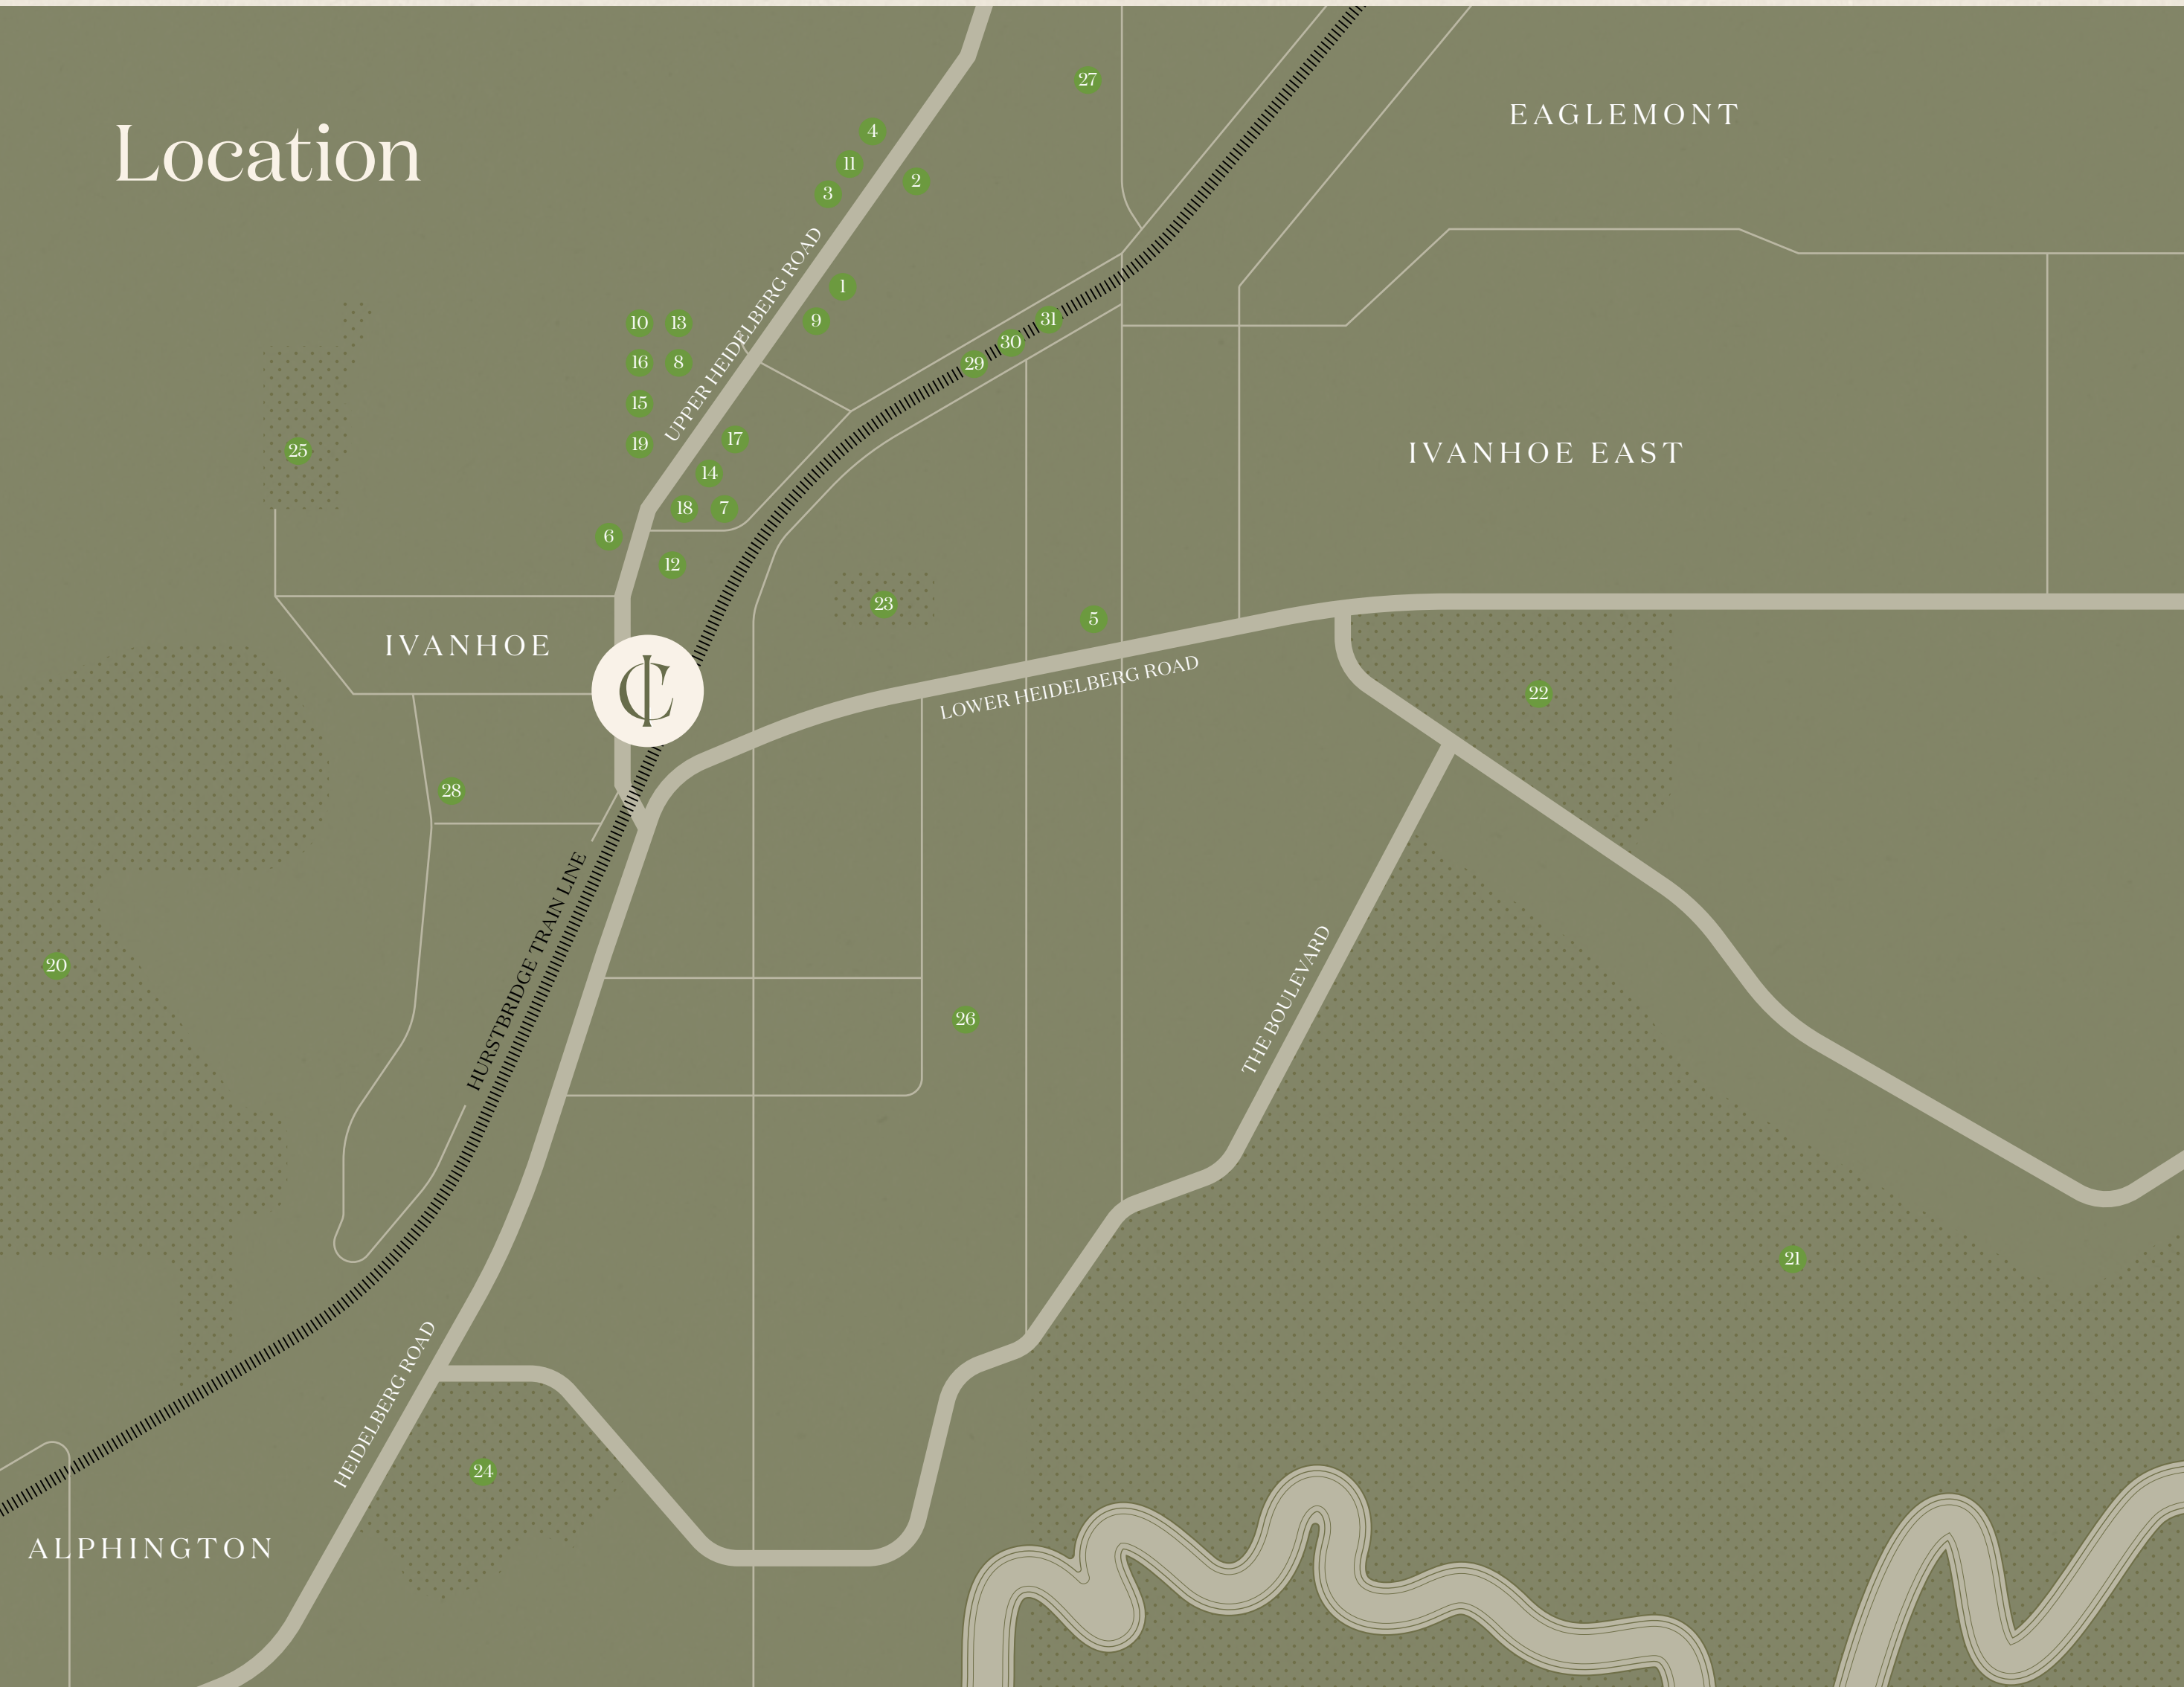 Location
27
EAGLEMONT
4
11
2
3
UPPER HEIDELBERG ROAD
1
9
10
13
31
30
29
16
8
15
19
17
25
IVANHOE EAST
14
18
7
6
12
23
5
IVANHOE
IC
LOWER HEIDELBERG ROAD
22
28
HURSTBRIDGE TRAIN LINE
20
26
THE BOULEVARD
21
HEIDELBERG ROAD
24
ALPHINGTON